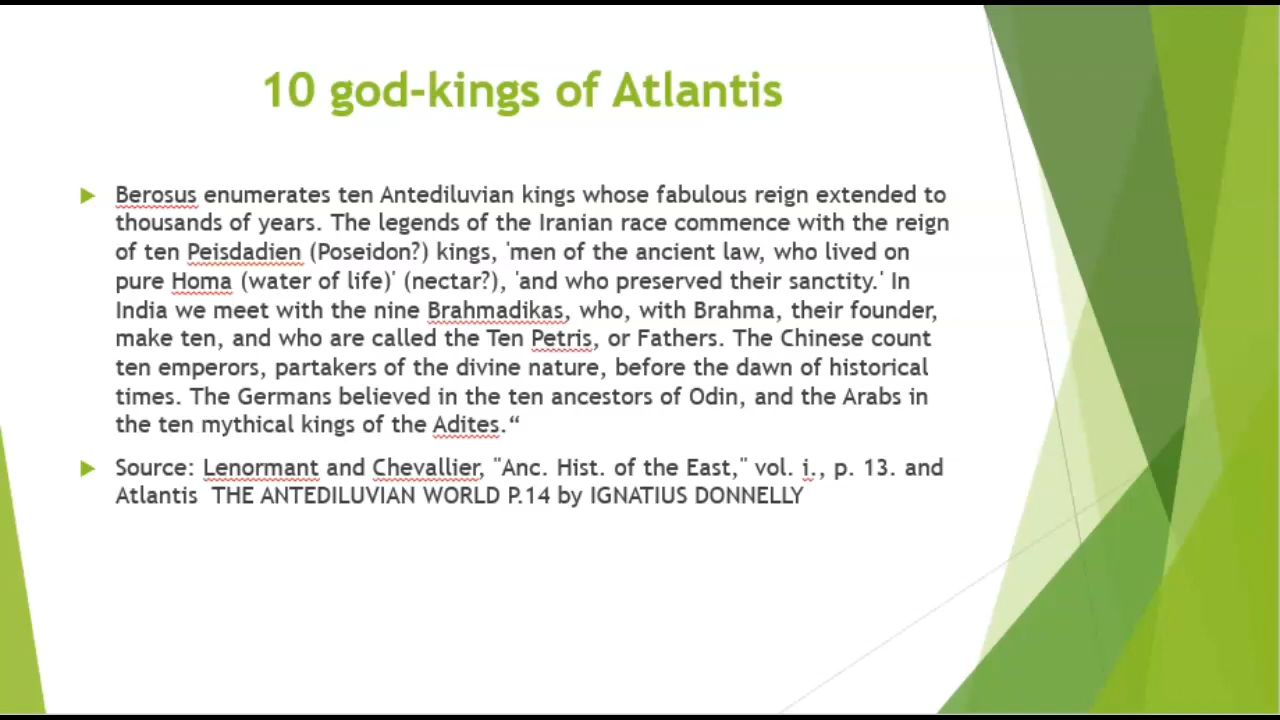 10 god-kings of Atlantis
Berosus enumerates ten Antediluvian kings whose fabulous reign extended to
thousands of years. The legends of the Iranian race commence with the reign
of ten Peisdadien (Poseidon?) kings, 'men of the ancient law, who lived on
pure Homa (water of life)' (nectar?), 'and who preserved their sanctity.' In
India we meet with the nine Brahmadikas, who, with Brahma, their founder,
make ten, and who are called the Ten Petris, or Fathers. The Chinese count
ten emperors, partakers of the divine nature, before the dawn of historical
times. The Germans believed in the ten ancestors of Odin, and the Arabs in
the ten mythical kings of the Adites.“
Source: Lenormant and Chevallier, "Anc. Hist. of the East," vol. i., p. 13. and
Atlantis  THE ANTEDILUVIAN WORLD P.14 by IGNATIUS DONNELLY